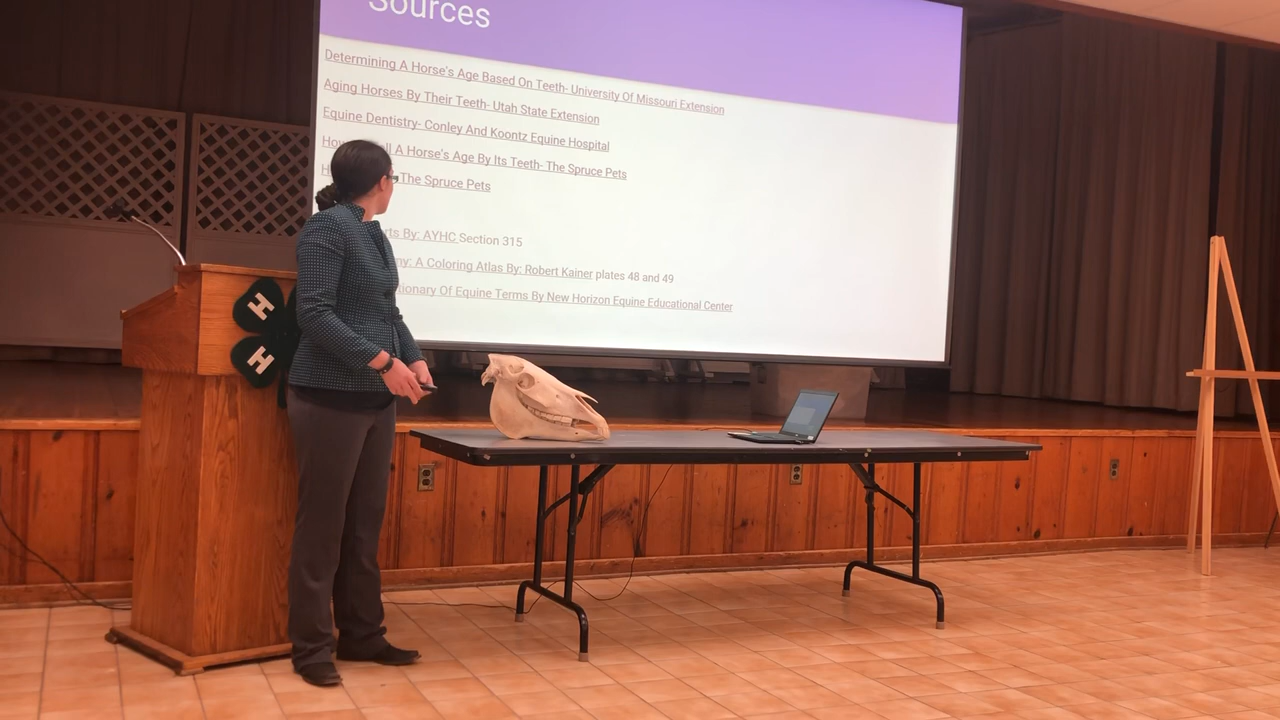 Sources
Determining A Horse's Age Based On Teeth- University Of Missouri Extension
Aging Horses By Their Teeth- Utah State Extension
Equine Dentistry- Conley And Koontz Equine Hospital
A Horse's Age By Its Teeth- The Spruce Pets
The Spruce Pets
By: AYHC Section 315
A Coloring Atlas By: Robert Kainer plates 48 and 49
Of Equine Terms By New Horizon Equine Educational Center
H
H